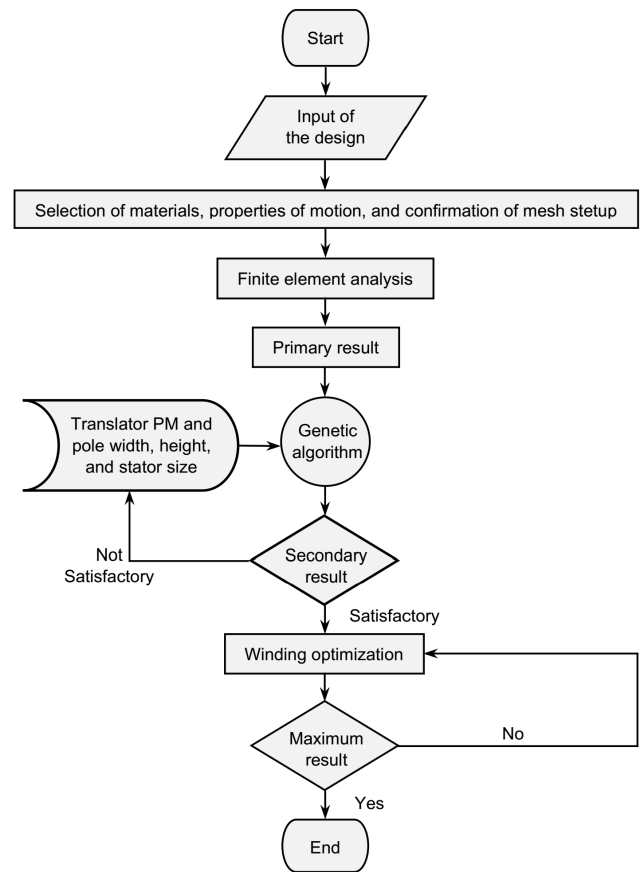 Start
Input of
the design
Selection of materials, properties of motion, and confirmation of mesh stetup
Finite element analysis
Primary result
Translator PM and
pole width, height,
and stator size
Genetic
algorithm
Not
Satisfactory
Secondary
result
Satisfactory
Winding optimization
Maximum
result
No
Yes
End